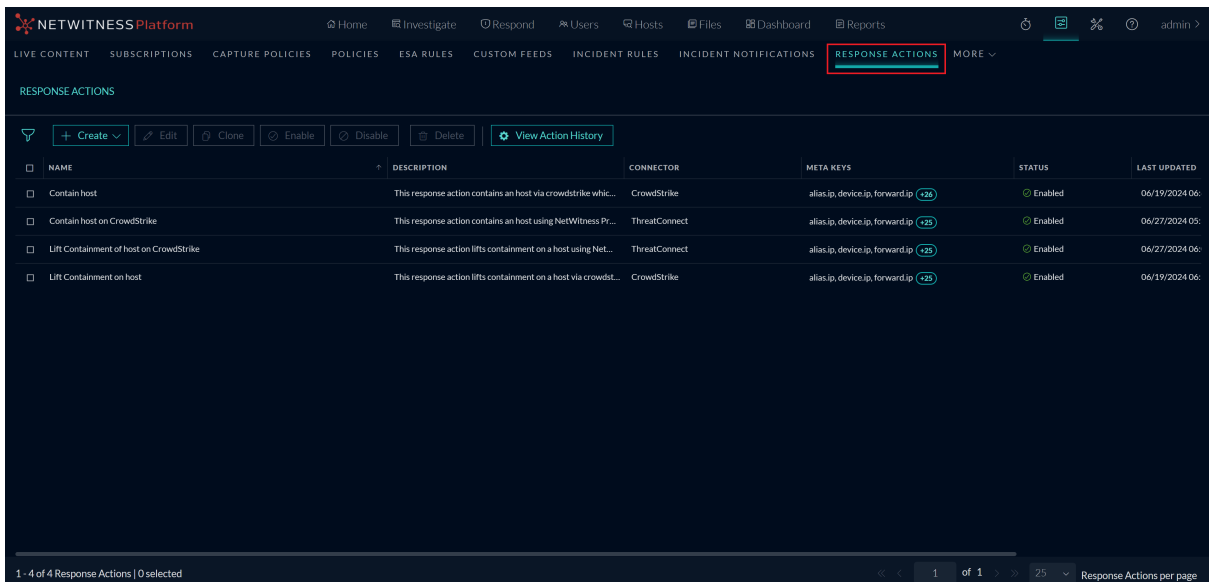 NETWITNESS Platform Home Investigate Respond Users Hosts Files Dashboard Reports admin >
LIVE CONTENT SUBSCRIPTIONS CAPTURE POLICIES POLICIES ESA RULES CUSTOM FEEDS INCIDENT RULES INCIDENT NOTIFICATIONS RESPONSE ACTIONS MORE
RESPONSE ACTIONS
+ Create Edit Clone Enable Disable Delete View Action History
NAME ↑ DESCRIPTION CONNECTOR META KEYS STATUS LAST UPDATED
Contain host This response action contains an host via crowdstrike whic... CrowdStrike alias.ip, device.ip, forward.ip +26 Enabled 06/19/2024 06:
Contain host on CrowdStrike This response action contains an host using NetWitness Pr... ThreatConnect alias.ip, device.ip, forward.ip +25 Enabled 06/27/2024 05:
Lift Containment of host on CrowdStrike This response action lifts containment on a host using Net... ThreatConnect alias.ip, device.ip, forward.ip +25 Enabled 06/27/2024 06:
Lift Containment on host This response action lifts containment on a host via crowdst... CrowdStrike alias.ip, device.ip, forward.ip +25 Enabled 06/19/2024 06:
1 - 4 of 4 Response Actions | 0 selected « < 1 of 1 > » 25 Response Actions per page